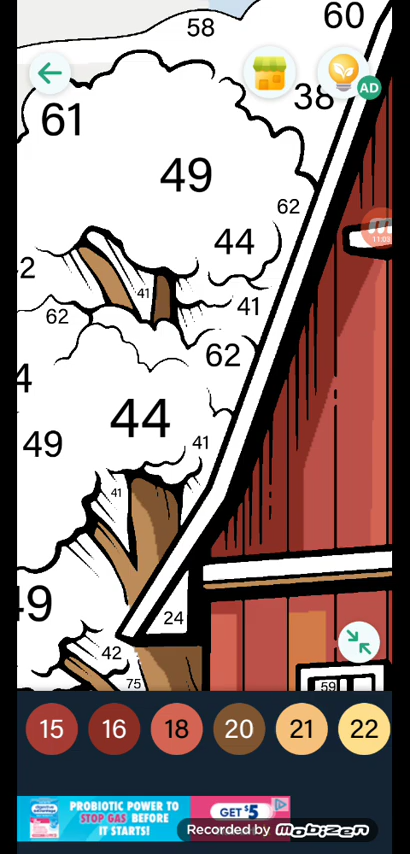 58
60
38
AD
61
49
62
44
11:03
41
41
62
62
44
49
41
41
24
42
75
59
15 16 18 20 21 22
PROBIOTIC POWER TO
STOP GAS BEFORE
IT STARTS!
GET $5
Recorded by mobizen